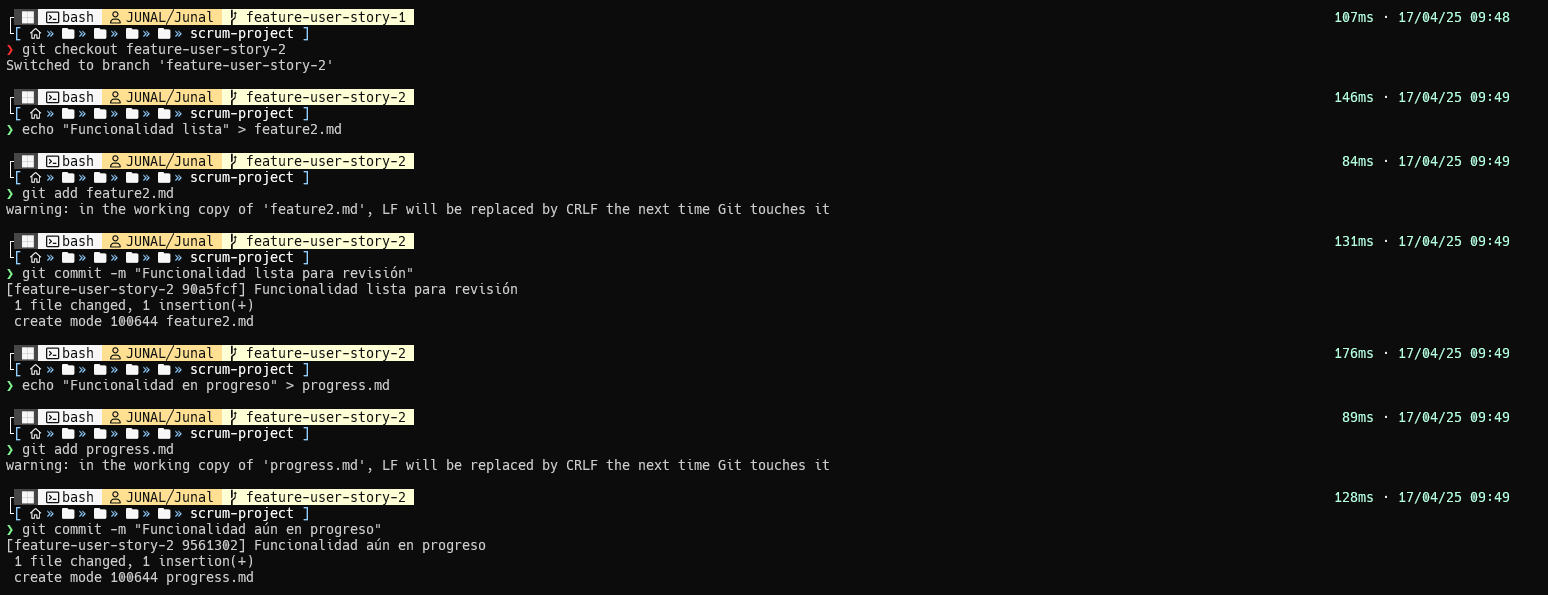 bash JUNAL/Junal feature-user-story-1 107ms · 17/04/25 09:48
[ » » » » » scrum-project ]
❯ git checkout feature-user-story-2
Switched to branch 'feature-user-story-2'
bash JUNAL/Junal feature-user-story-2 146ms · 17/04/25 09:49
[ » » » » » scrum-project ]
❯ echo "Funcionalidad lista" > feature2.md
bash JUNAL/Junal feature-user-story-2 84ms · 17/04/25 09:49
[ » » » » » scrum-project ]
❯ git add feature2.md
warning: in the working copy of 'feature2.md', LF will be replaced by CRLF the next time Git touches it
bash JUNAL/Junal feature-user-story-2 131ms · 17/04/25 09:49
[ » » » » » scrum-project ]
❯ git commit -m "Funcionalidad lista para revisión"
[feature-user-story-2 90a5fcf] Funcionalidad lista para revisión
1 file changed, 1 insertion(+)
create mode 100644 feature2.md
bash JUNAL/Junal feature-user-story-2 176ms · 17/04/25 09:49
[ » » » » » scrum-project ]
❯ echo "Funcionalidad en progreso" > progress.md
bash JUNAL/Junal feature-user-story-2 89ms · 17/04/25 09:49
[ » » » » » scrum-project ]
❯ git add progress.md
warning: in the working copy of 'progress.md', LF will be replaced by CRLF the next time Git touches it
bash JUNAL/Junal feature-user-story-2 128ms · 17/04/25 09:49
[ » » » » » scrum-project ]
❯ git commit -m "Funcionalidad aún en progreso"
[feature-user-story-2 9561302] Funcionalidad aún en progreso
1 file changed, 1 insertion(+)
create mode 100644 progress.md